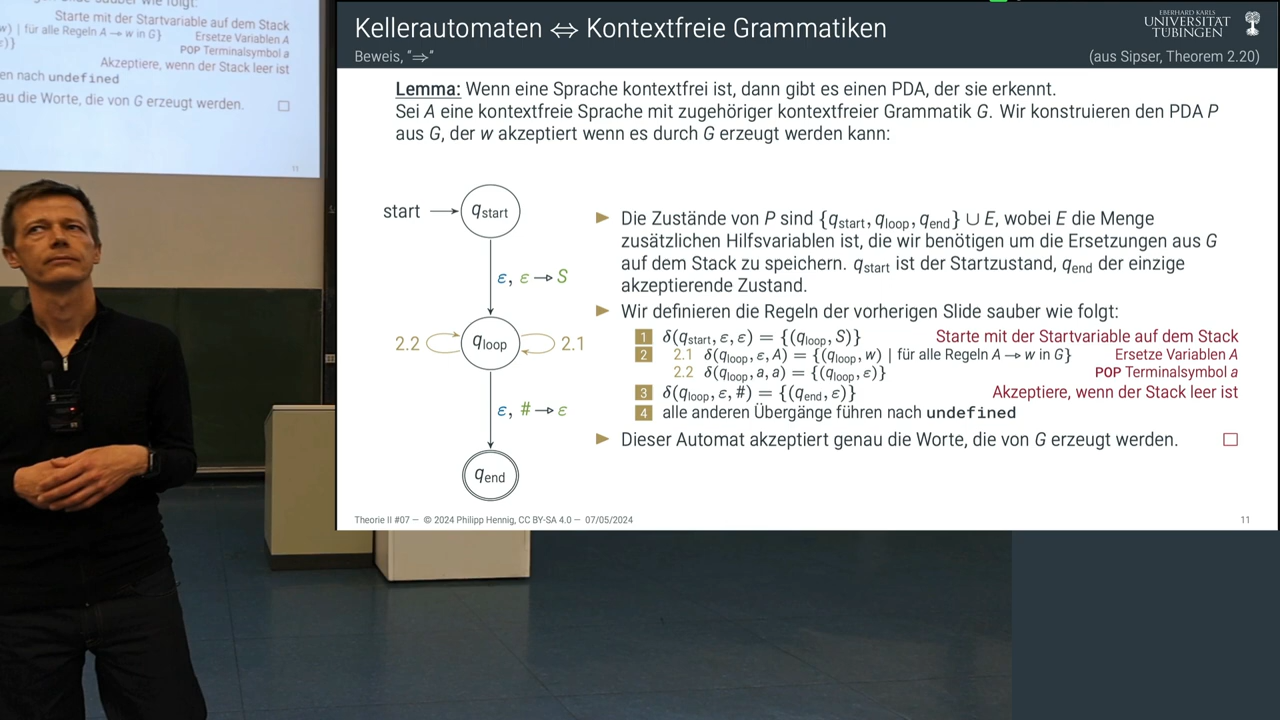 Starte mit der Startvariable auf dem Stack
w) | für alle Regeln A → w in G} Ersetze Variablen A
ε)} POP Terminalsymbol a
Akzeptiere, wenn der Stack leer ist
en nach undefined
au die Worte, die von G erzeugt werden. □
11
Kellerautomaten ⇔ Kontextfreie Grammatiken
Beweis, "⇒"
(aus Sipser, Theorem 2.20)
EBERHARD KARLS
UNIVERSITÄT
TÜBINGEN
Lemma: Wenn eine Sprache kontextfrei ist, dann gibt es einen PDA, der sie erkennt.
Sei A eine kontextfreie Sprache mit zugehöriger kontextfreier Grammatik G. Wir konstruieren den PDA P
aus G, der w akzeptiert wenn es durch G erzeugt werden kann:
start → q_start
ε, ε → S
2.2 q_loop 2.1
ε, # → ε
q_end
► Die Zustände von P sind {q_start, q_loop, q_end} ∪ E, wobei E die Menge
zusätzlichen Hilfsvariablen ist, die wir benötigen um die Ersetzungen aus G
auf dem Stack zu speichern. q_start ist der Startzustand, q_end der einzige
akzeptierende Zustand.
► Wir definieren die Regeln der vorherigen Slide sauber wie folgt:
1 δ(q_start, ε, ε) = {(q_loop, S)} Starte mit der Startvariable auf dem Stack
2 2.1 δ(q_loop, ε, A) = {(q_loop, w) | für alle Regeln A → w in G} Ersetze Variablen A
2.2 δ(q_loop, a, a) = {(q_loop, ε)} POP Terminalsymbol a
3 δ(q_loop, ε, #) = {(q_end, ε)} Akzeptiere, wenn der Stack leer ist
4 alle anderen Übergänge führen nach undefined
► Dieser Automat akzeptiert genau die Worte, die von G erzeugt werden. □
Theorie II #07 — © 2024 Philipp Hennig, CC BY-SA 4.0 — 07/05/2024
11